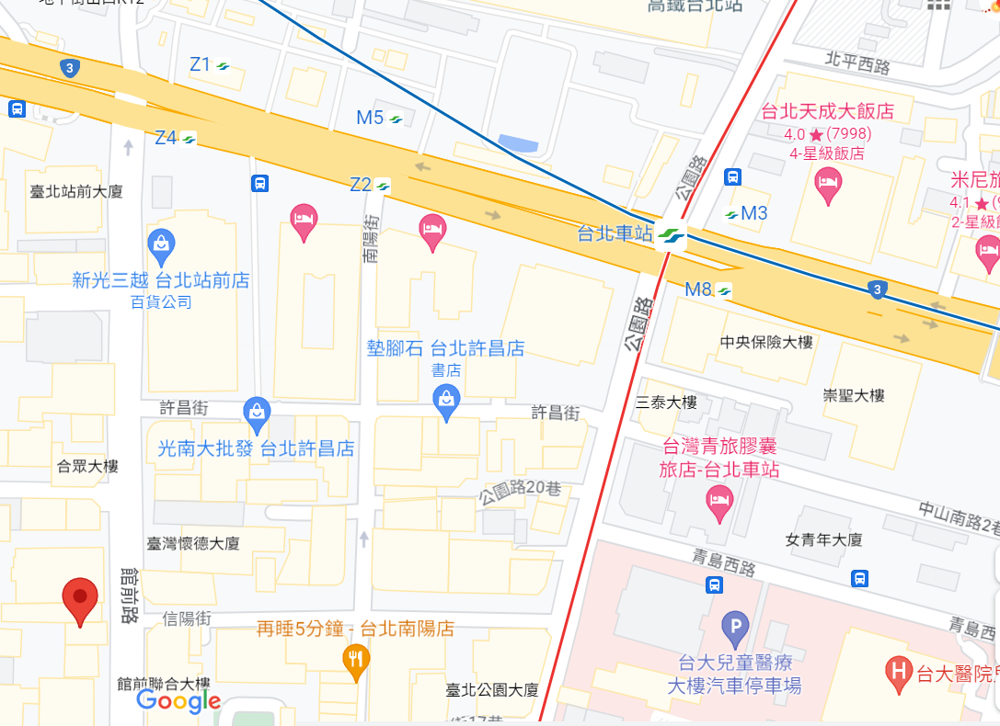 地下街出口R12
高鐵台北站
3
Z1
北平西路
M5
台北天成大飯店
4.0★(7998)
4-星級飯店
Z4
公園路
米尼旅
4.1★(
2-星級
臺北站前大廈
Z2
M3
南陽街
台北車站
新光三越 台北站前店
百貨公司
M8
3
公園路
墊腳石 台北許昌店
書店
中央保險大樓
許昌街
許昌街
三泰大樓
崇聖大樓
光南大批發 台北許昌店
台灣青旅膠囊
旅店-台北車站
合眾大樓
公園路20巷
中山南路2巷
臺灣懷德大廈
女青年大廈
青島西路
館前路
信陽街
再睡5分鐘 - 台北南陽店
青島西
P
台大兒童醫療
大樓汽車停車場
H
台大醫院
館前聯合大樓
臺北公園大廈
Google
街17巷